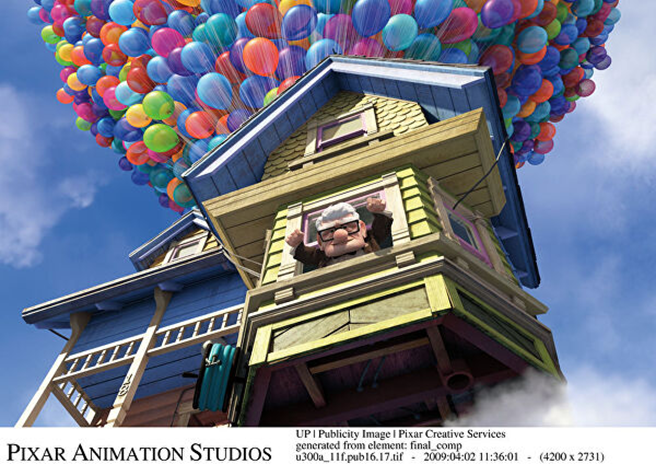 PIXAR ANIMATION STUDIOS
UP | Publicity Image | Pixar Creative Services
generated from element: final_comp
u300a_11f.pub16.17.tif - 2009:04:02 11:36:01 - (4200 x 2731)